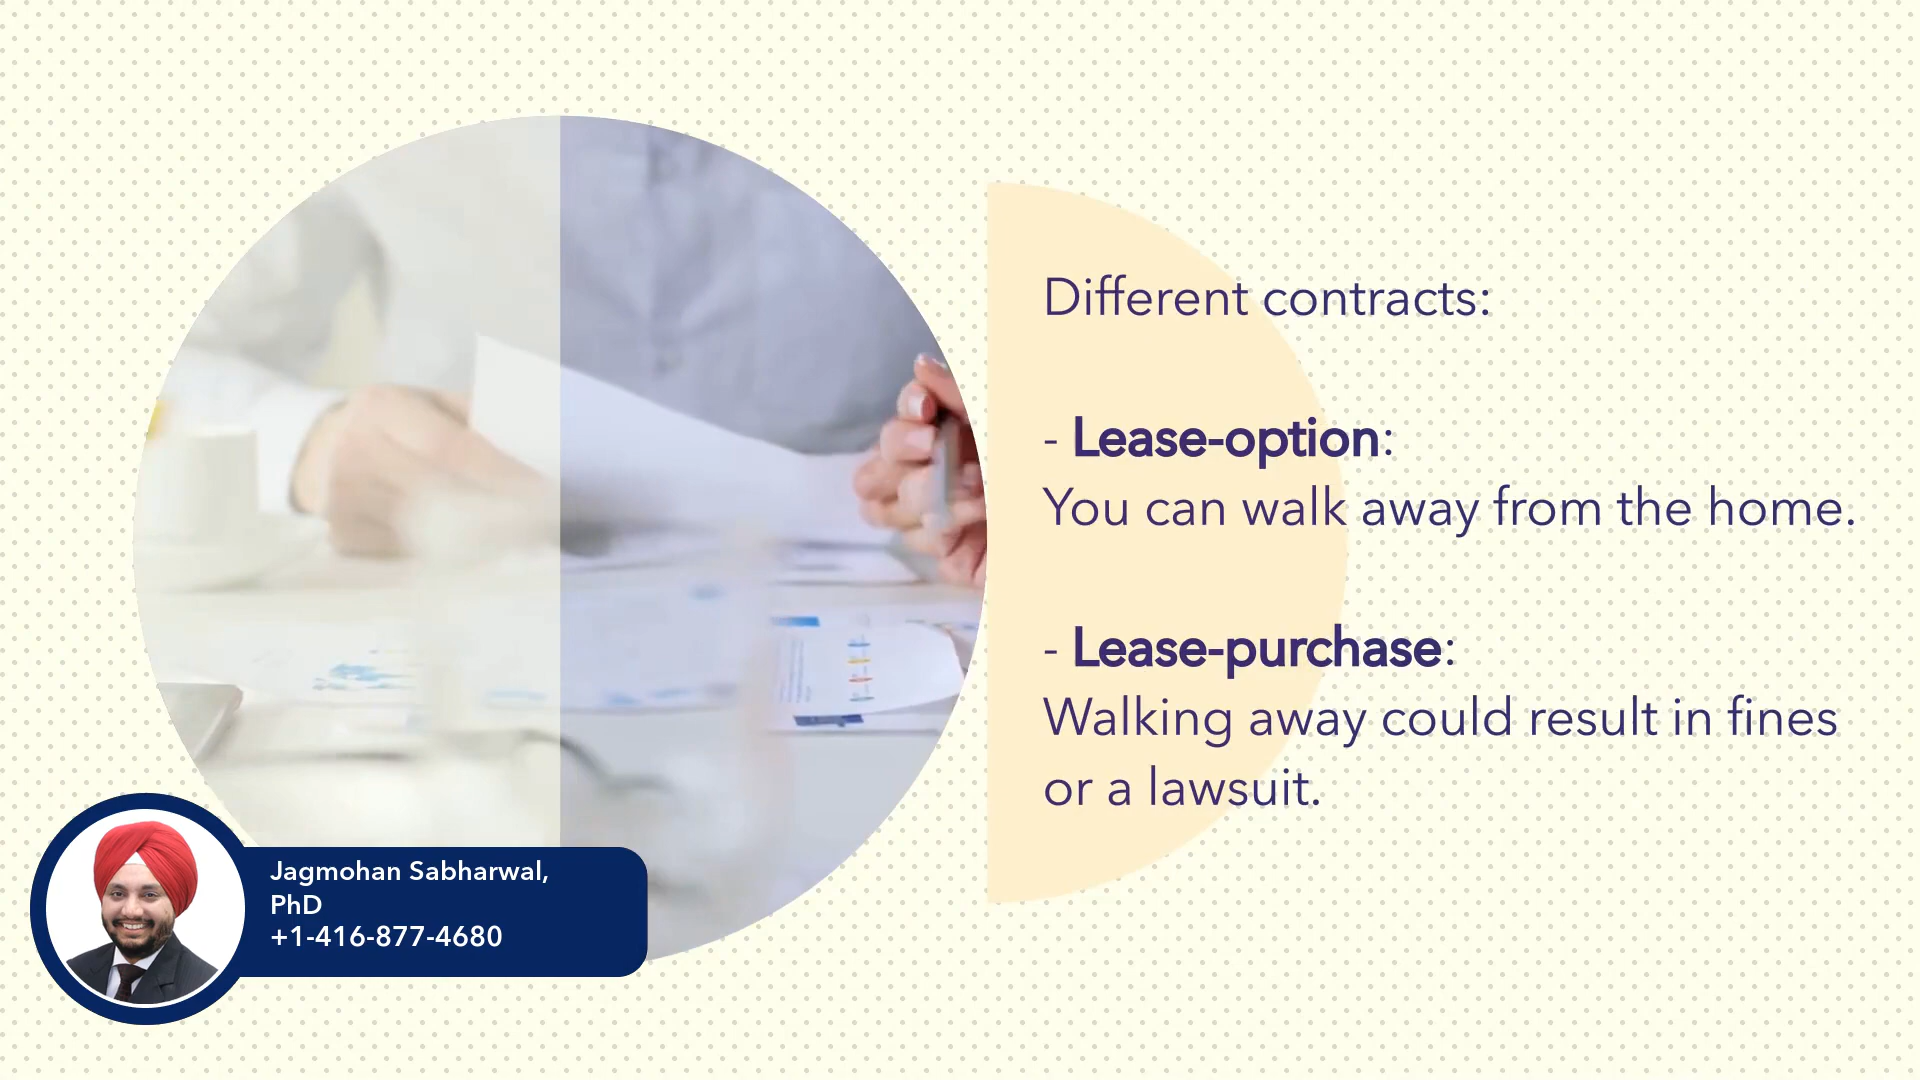 Different contracts:
- Lease-option:
You can walk away from the home.
- Lease-purchase:
Walking away could result in fines
or a lawsuit.
Jagmohan Sabharwal,
PhD
+1-416-877-4680